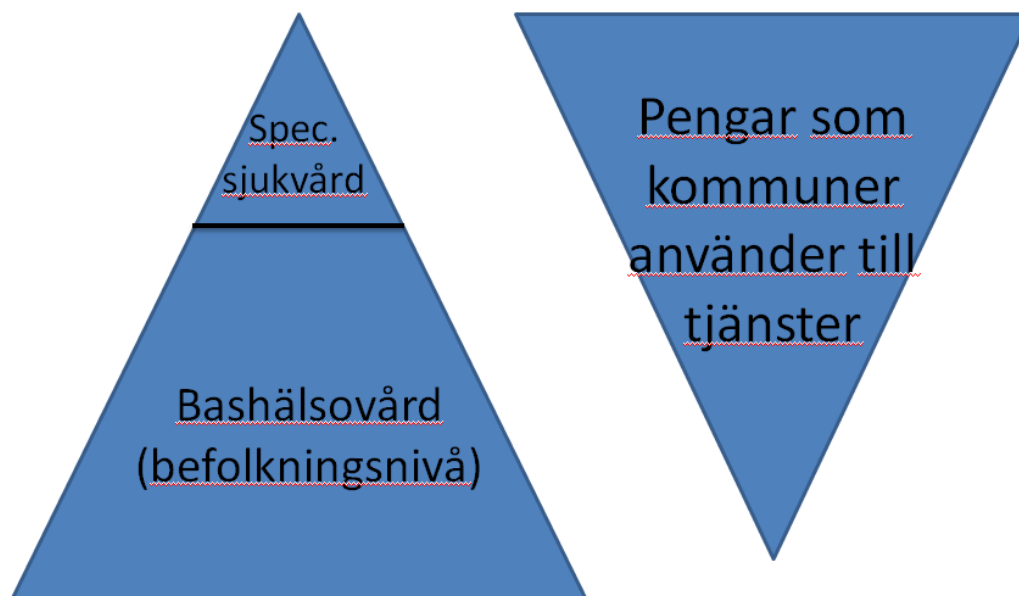 Spec.
sjukvård
Bashälsovård
(befolkningsnivå)
Pengar som
kommuner
använder till
tjänster